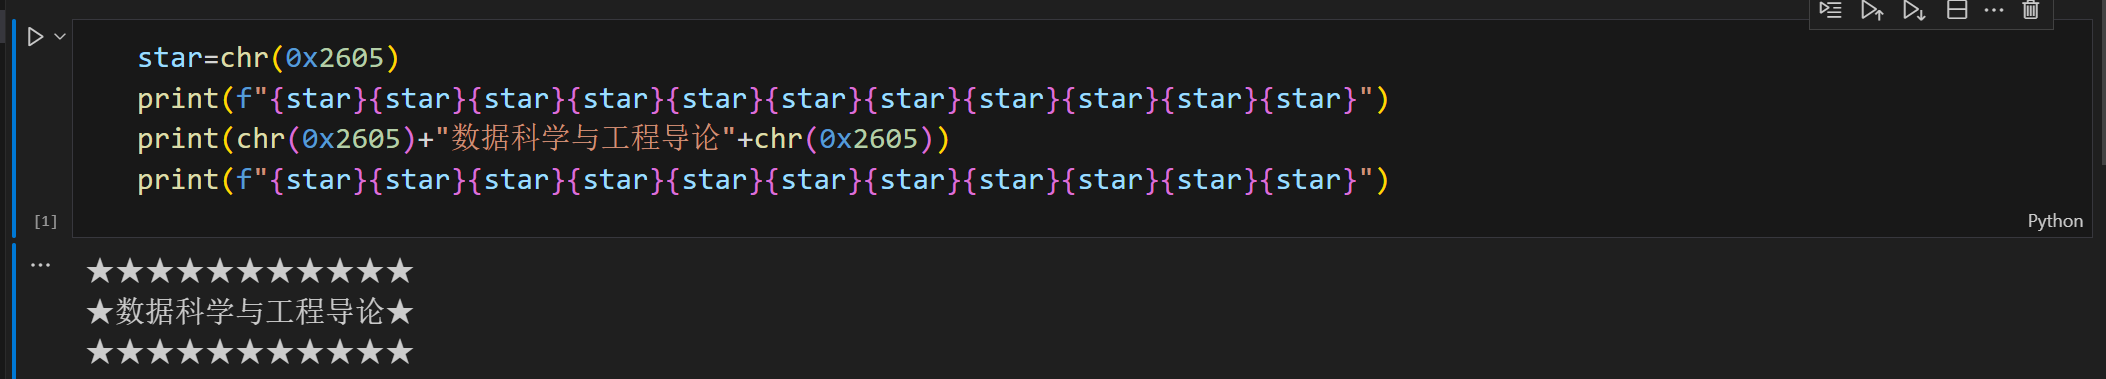 star=chr(0x2605)
print(f"{star}{star}{star}{star}{star}{star}{star}{star}{star}{star}{star}")
print(chr(0x2605)+"数据科学与工程导论"+chr(0x2605))
print(f"{star}{star}{star}{star}{star}{star}{star}{star}{star}{star}{star}")
[1]
Python
★★★★★★★★★★★
★数据科学与工程导论★
★★★★★★★★★★★